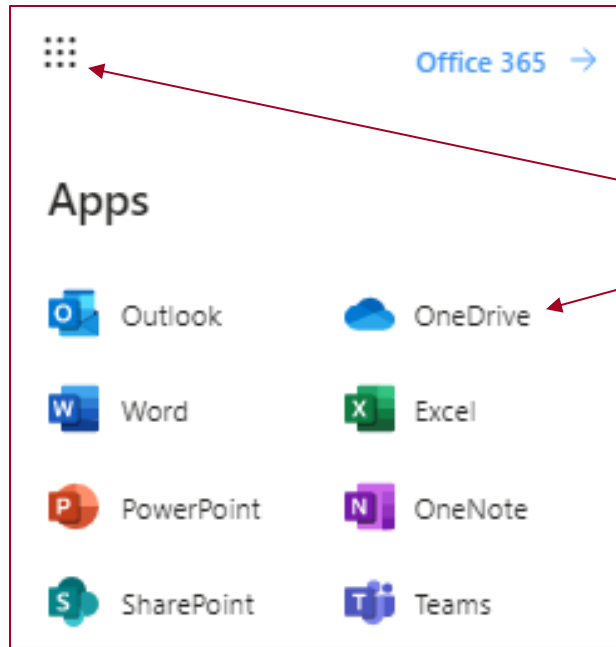 Office 365 →
Apps
Outlook OneDrive
Word Excel
PowerPoint OneNote
SharePoint Teams